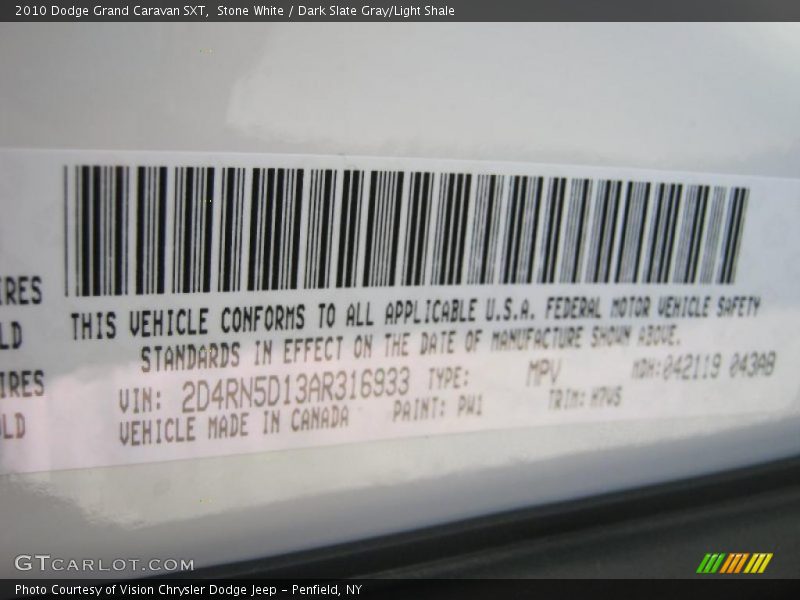 2010 Dodge Grand Caravan SXT, Stone White / Dark Slate Gray/Light Shale
IRES
LD
IRES
LD
THIS VEHICLE CONFORMS TO ALL APPLICABLE U.S.A. FEDERAL MOTOR VEHICLE SAFETY
STANDARDS IN EFFECT ON THE DATE OF MANUFACTURE SHOWN ABOVE.
VIN: 2D4RN5D13AR316933 TYPE: MPV MDH: 042119 043AB
VEHICLE MADE IN CANADA PAINT: PW1 TRIM: H7V5
GTCARLOT.COM
Photo Courtesy of Vision Chrysler Dodge Jeep – Penfield, NY